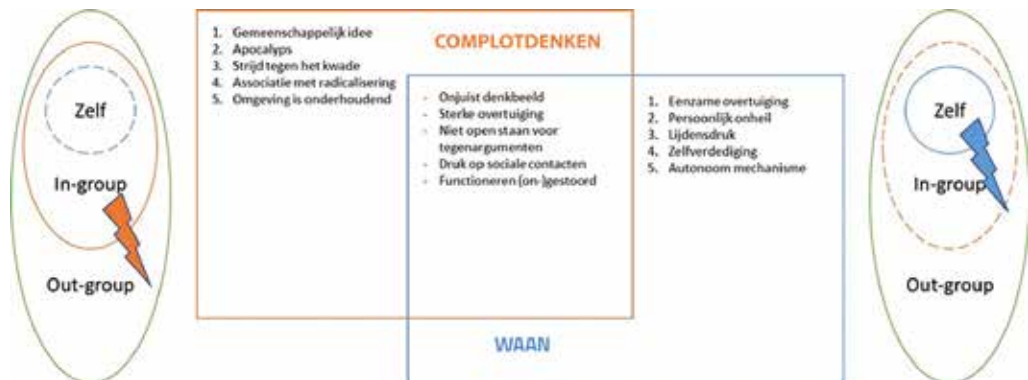 Zelf
In-group
Out-group
1. Gemeenschappelijk idee
2. Apocalyps
3. Strijd tegen het kwade
4. Associatie met radicalisering
5. Omgeving is onderhoudend
COMPLOTDENKEN
- Onjuist denkbeeld
- Sterke overtuiging
- Niet open staan voor
tegenargumenten
- Druk op sociale contacten
- Functioneren (on-)gestoord
1. Eenzame overtuiging
2. Persoonlijk onheil
3. Lijdensdruk
4. Zelfverdediging
5. Autonoom mechanisme
WAAN
Zelf
In-group
Out-group